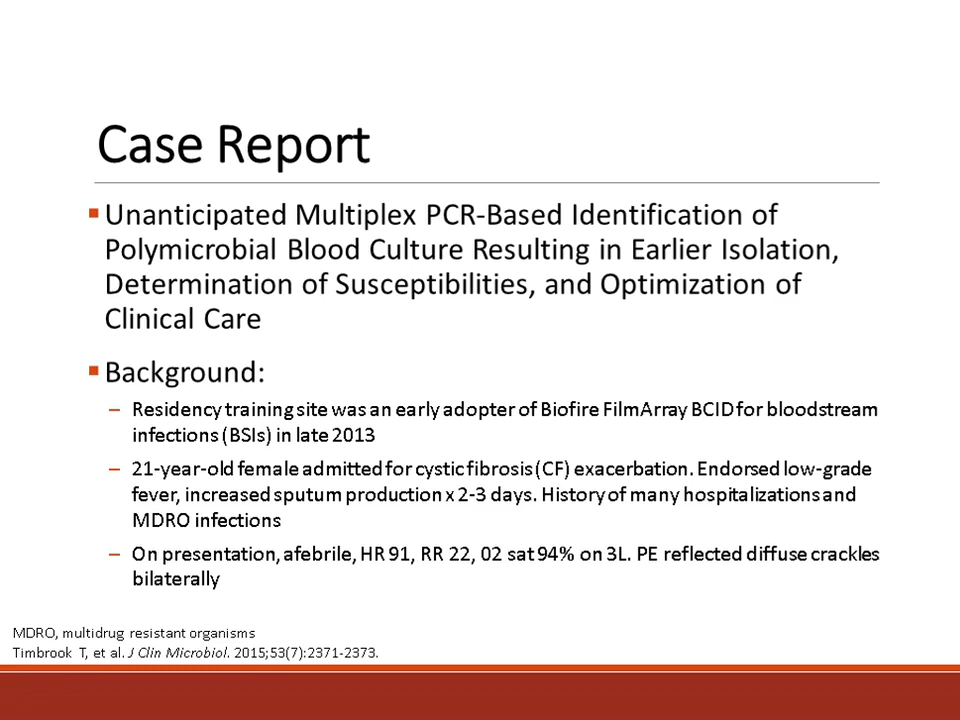 Case Report
▪ Unanticipated Multiplex PCR-Based Identification of
Polymicrobial Blood Culture Resulting in Earlier Isolation,
Determination of Susceptibilities, and Optimization of
Clinical Care
▪ Background:
– Residency training site was an early adopter of Biofire FilmArray BCID for bloodstream
infections (BSIs) in late 2013
– 21-year-old female admitted for cystic fibrosis (CF) exacerbation. Endorsed low-grade
fever, increased sputum production x 2-3 days. History of many hospitalizations and
MDRO infections
– On presentation, afebrile, HR 91, RR 22, 02 sat 94% on 3L. PE reflected diffuse crackles
bilaterally
MDRO, multidrug resistant organisms
Timbrook T, et al. J Clin Microbiol. 2015;53(7):2371-2373.